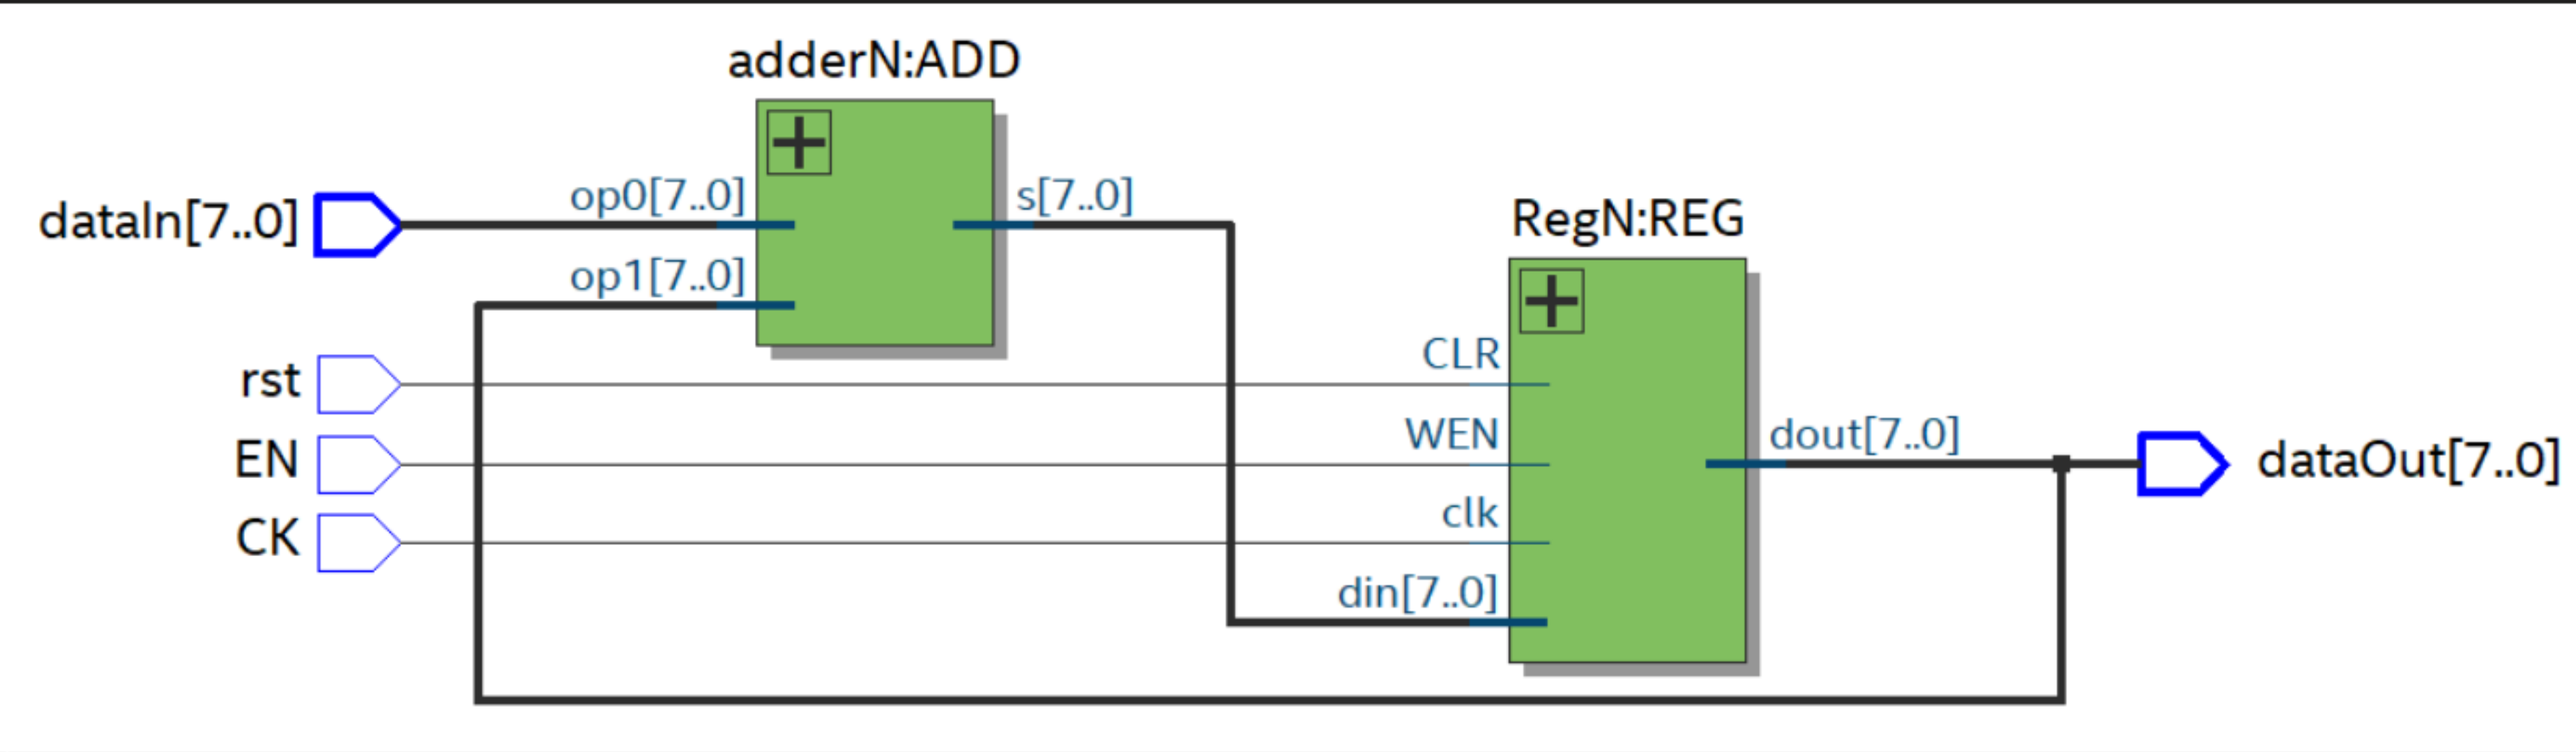 adderN:ADD
dataIn[7..0]
op0[7..0]
s[7..0]
op1[7..0]
RegN:REG
rst
CLR
EN
WEN
dout[7..0]
dataOut[7..0]
CK
clk
din[7..0]